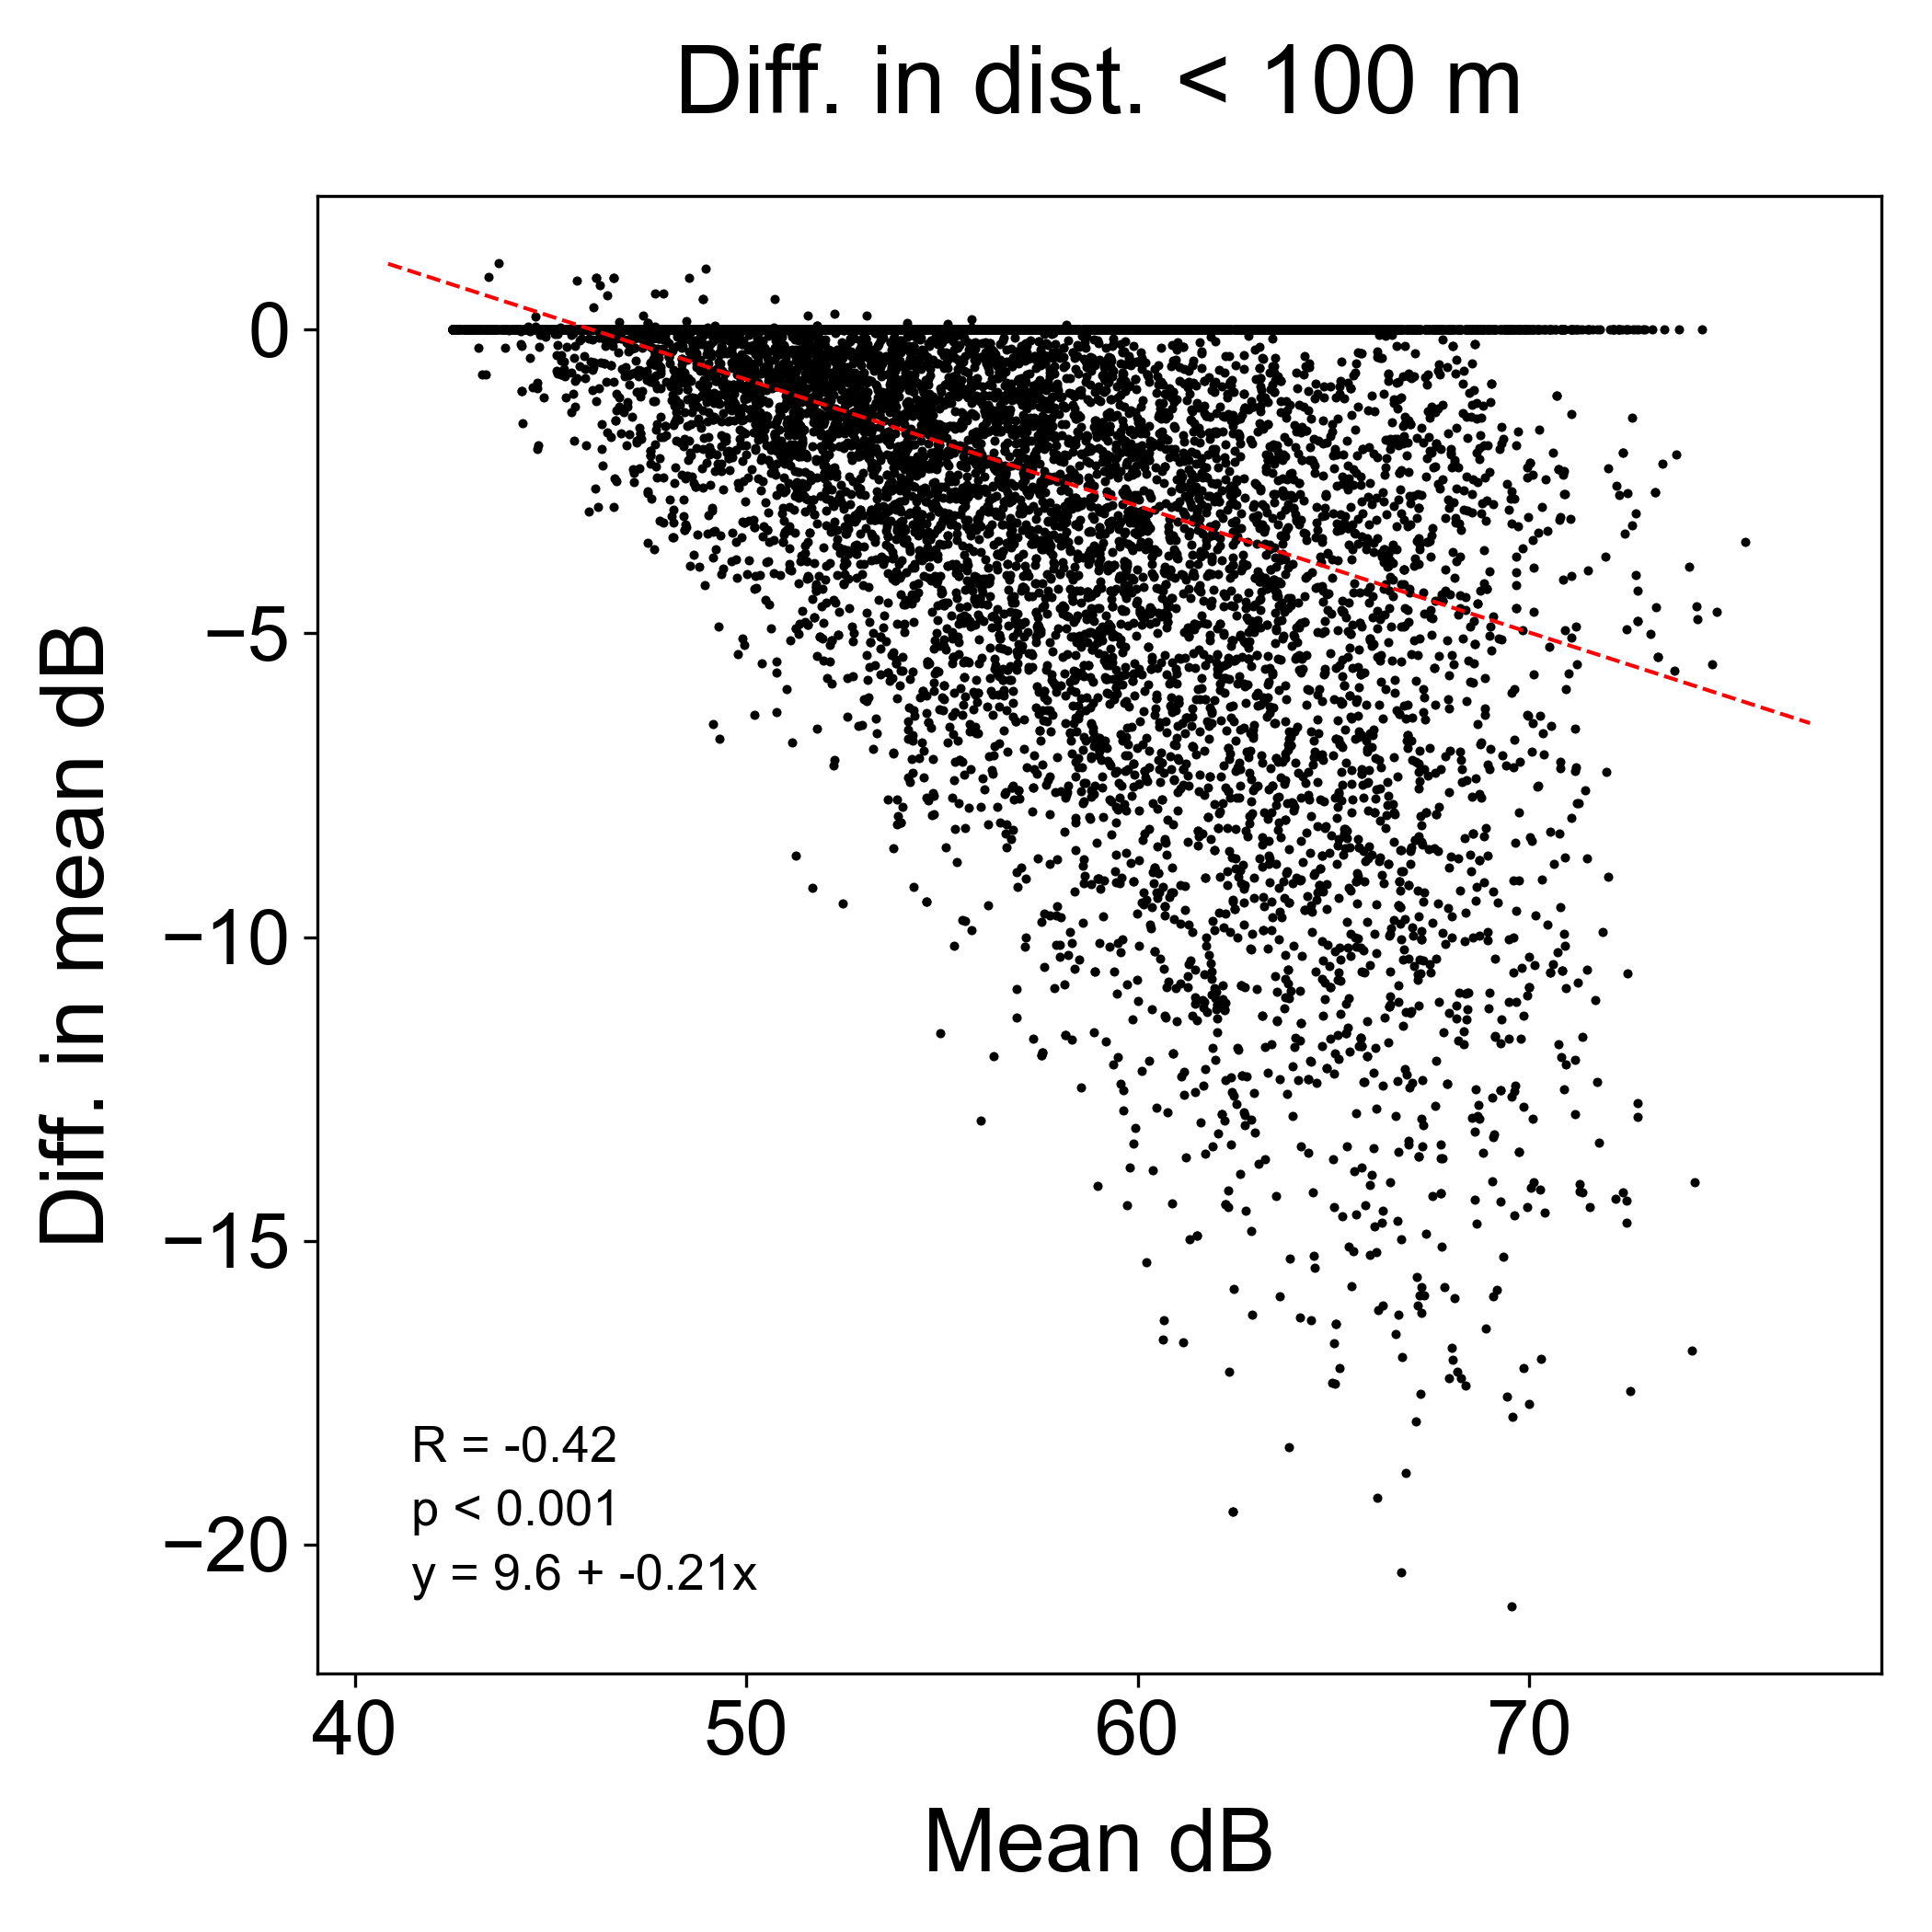 Diff. in dist. < 100 m
Diff. in mean dB
0
−5
−10
−15
−20
R = -0.42
p < 0.001
y = 9.6 + -0.21x
40 50 60 70
Mean dB